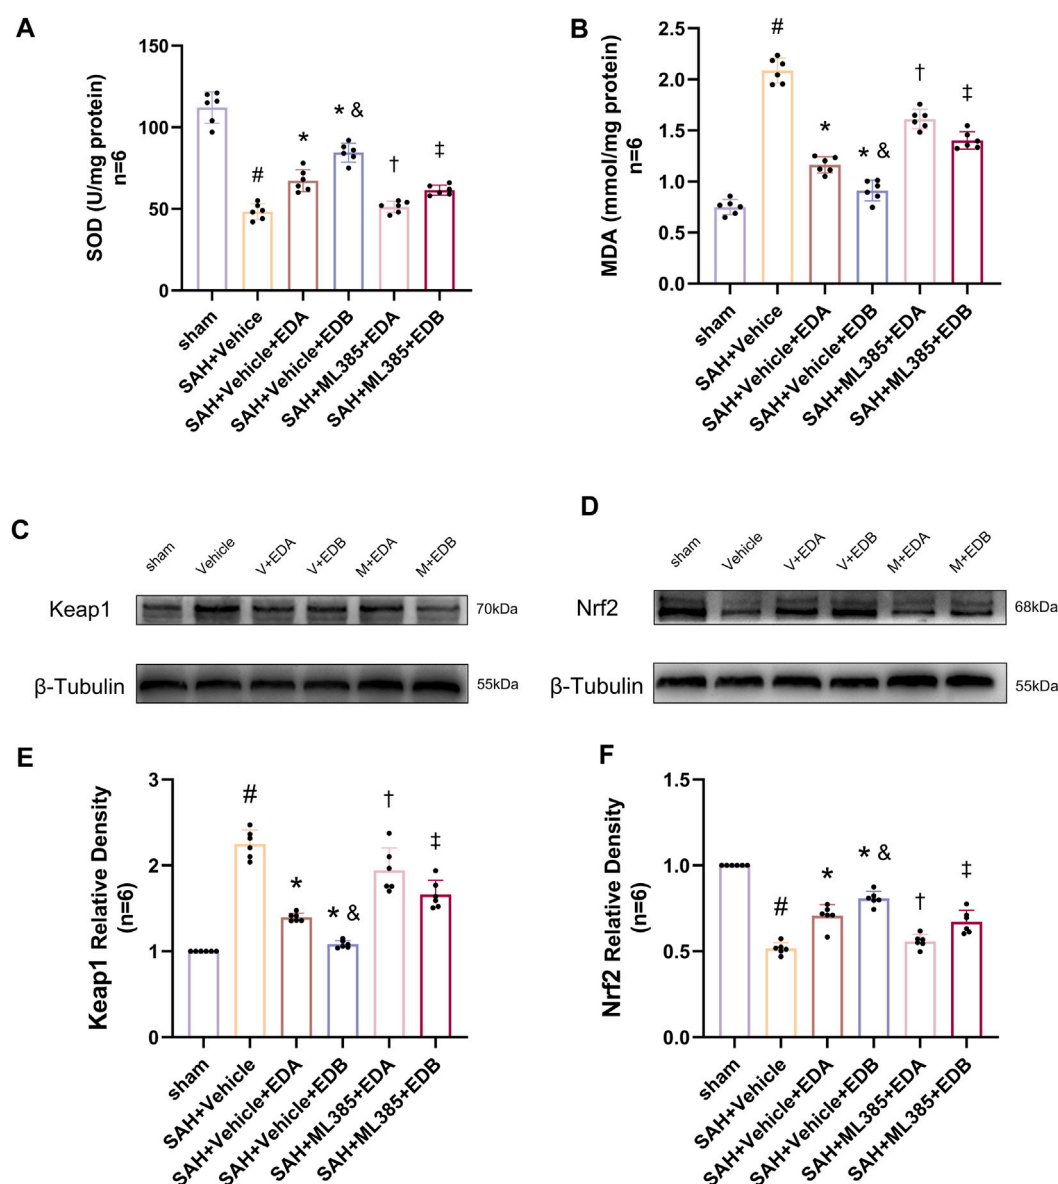 A
SOD (U/mg protein)
n=6
150
100
50
0
#
*
* &
†
‡
sham
SAH+Vehice
SAH+Vehicle+EDA
SAH+Vehicle+EDB
SAH+ML385+EDA
SAH+ML385+EDB
B
MDA (mmol/mg protein)
n=6
2.5
2.0
1.5
1.0
0.5
0.0
#
*
* &
†
‡
sham
SAH+Vehice
SAH+Vehicle+EDA
SAH+Vehicle+EDB
SAH+ML385+EDA
SAH+ML385+EDB
C
sham
Vehicle
V+EDA
V+EDB
M+EDA
M+EDB
Keap1
70kDa
β-Tubulin
55kDa
D
sham
Vehicle
V+EDA
V+EDB
M+EDA
M+EDB
Nrf2
68kDa
β-Tubulin
55kDa
E
Keap1 Relative Density
(n=6)
3
2
1
0
#
*
* &
†
‡
sham
SAH+Vehicle
SAH+Vehicle+EDA
SAH+Vehicle+EDB
SAH+ML385+EDA
SAH+ML385+EDB
F
Nrf2 Relative Density
(n=6)
1.5
1.0
0.5
0.0
#
*
* &
†
‡
sham
SAH+Vehicle
SAH+Vehicle+EDA
SAH+Vehicle+EDB
SAH+ML385+EDA
SAH+ML385+EDB